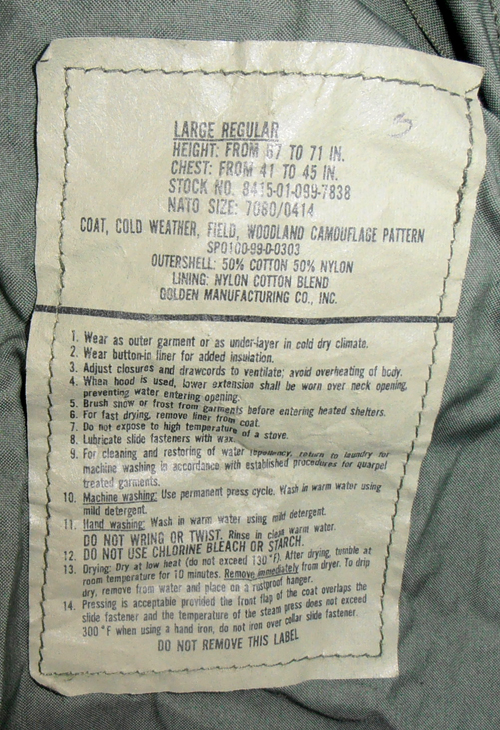 LARGE REGULAR
HEIGHT: FROM 67 TO 71 IN.
CHEST: FROM 41 TO 45 IN.
STOCK NO. 8415-01-099-7838
NATO SIZE: 7080/0414
COAT, COLD WEATHER, FIELD, WOODLAND CAMOUFLAGE PATTERN
SPO100-99-D-0303
OUTERSHELL: 50% COTTON 50% NYLON
LINING: NYLON COTTON BLEND
GOLDEN MANUFACTURING CO., INC.
1. Wear as outer garment or as under-layer in cold dry climate.
2. Wear button-in liner for added insulation.
3. Adjust closures and drawcords to ventilate; avoid overheating of body.
4. When hood is used, lower extension shall be worn over neck opening,
preventing water entering opening.
5. Brush snow or frost from garments before entering heated shelters.
6. For fast drying, remove liner from coat.
7. Do not expose to high temperature of a stove.
8. Lubricate slide fasteners with wax.
9. For cleaning and restoring of water repellency, return to laundry for
machine washing in accordance with established procedures for quarpel
treated garments.
10. Machine washing: Use permanent press cycle. Wash in warm water using
mild detergent.
11. Hand washing: Wash in warm water using mild detergent.
DO NOT WRING OR TWIST. Rinse in clean warm water.
12. DO NOT USE CHLORINE BLEACH OR STARCH.
13. Drying: Dry at low heat (do not exceed 130°F). After drying, tumble at
room temperature for 10 minutes. Remove immediately from dryer. To drip
dry, remove from water and place on a rustproof hanger.
14. Pressing is acceptable provided the front flap of the coat overlaps the
slide fastener and the temperature of the steam press does not exceed
300°F when using a hand iron, do not iron over collar slide fastener.
DO NOT REMOVE THIS LABEL